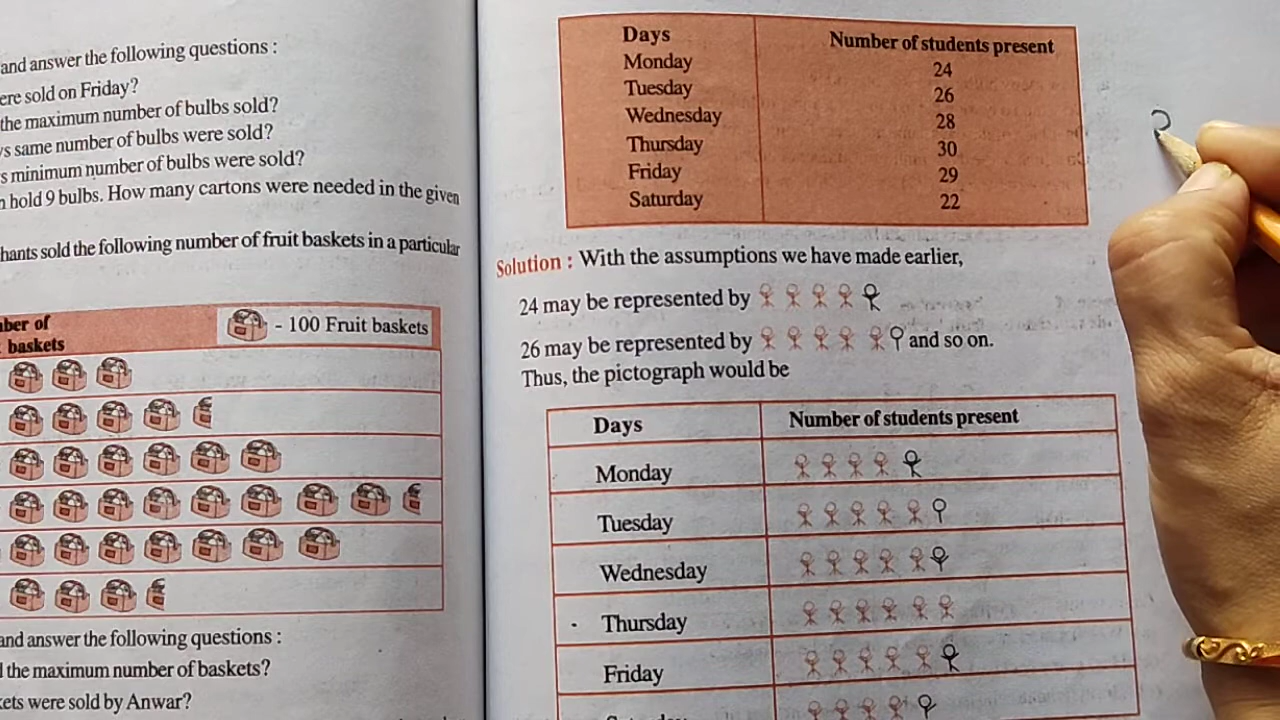 and answer the following questions :
ere sold on Friday?
the maximum number of bulbs sold?
s same number of bulbs were sold?
s minimum number of bulbs were sold?
hold 9 bulbs. How many cartons were needed in the given
hants sold the following number of fruit baskets in a particular
ber of
baskets
- 100 Fruit baskets
and answer the following questions :
the maximum number of baskets?
kets were sold by Anwar?
Days Number of students present
Monday 24
Tuesday 26
Wednesday 28
Thursday 30
Friday 29
Saturday 22
Solution : With the assumptions we have made earlier,
24 may be represented by
26 may be represented by and so on.
Thus, the pictograph would be
Days Number of students present
Monday
Tuesday
Wednesday
Thursday
Friday